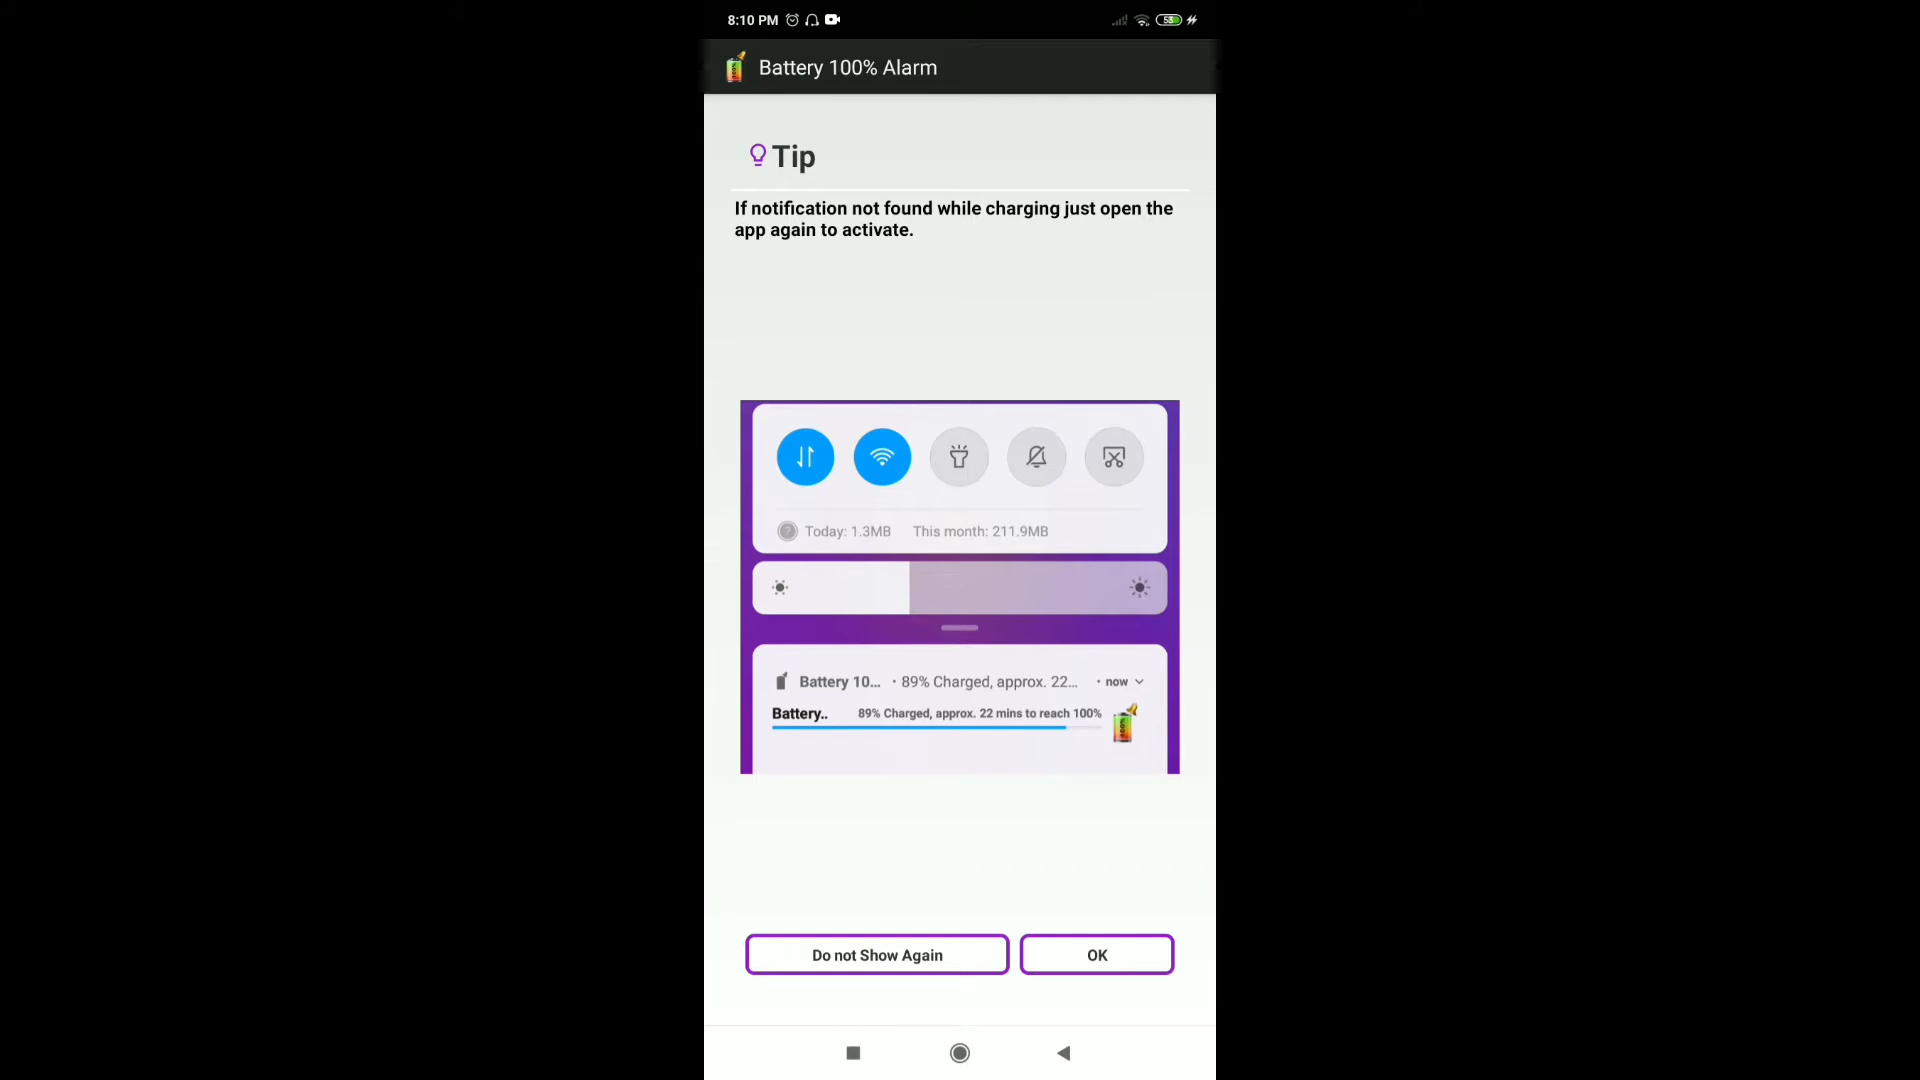 8:10 PM
53
Battery 100% Alarm
Tip
If notification not found while charging just open the
app again to activate.
Today: 1.3MB This month: 211.9MB
Battery 10... • 89% Charged, approx. 22... • now
Battery.. 89% Charged, approx. 22 mins to reach 100%
Do not Show Again
OK